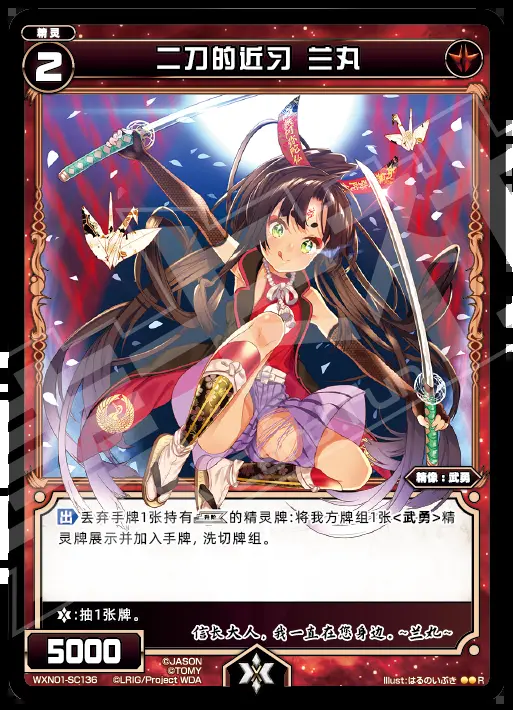 精灵
2
二刀的近习 兰丸
精像:武勇
出 丢弃手牌1张持有 的精灵牌:将我方牌组1张<武勇>精
灵牌展示并加入手牌，洗切牌组。
:抽1张牌。
信长大人，我一直在您身边。~兰丸~
5000
©JASON
©TOMY
WXN01-SC136 ©LRIG/Project WDA
Illust:はるのいぶき R